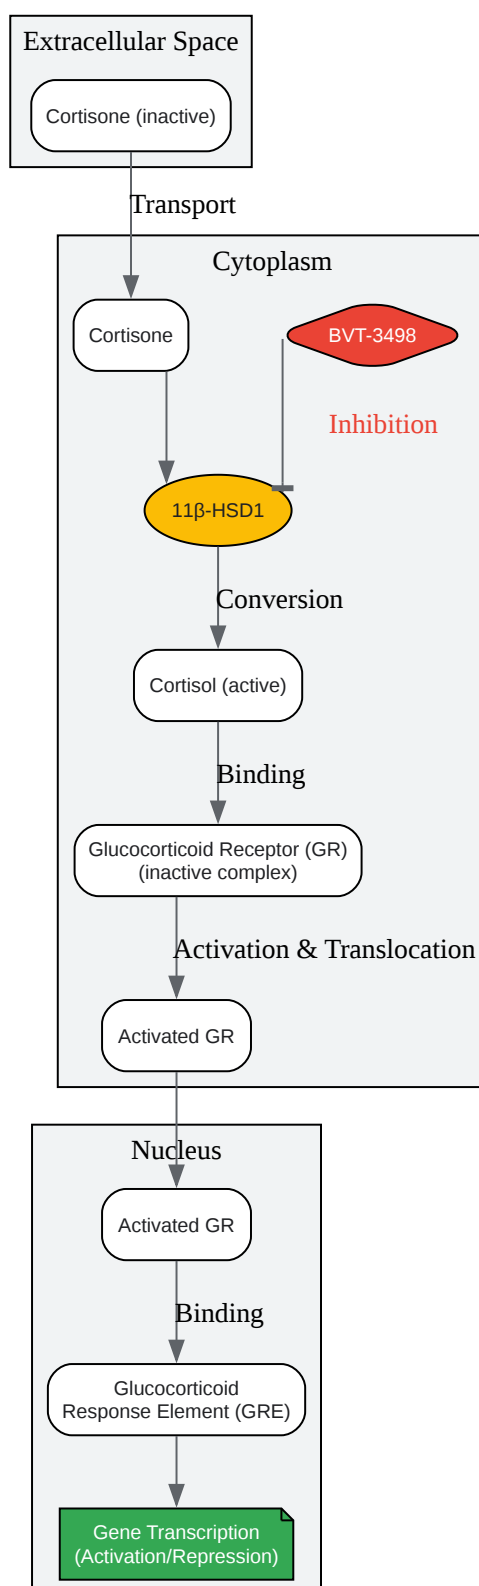 Extracellular Space
Cortisone (inactive)
Transport
Cytoplasm
Cortisone
BVT-3498
Inhibition
11β-HSD1
Conversion
Cortisol (active)
Binding
Glucocorticoid Receptor (GR)
(inactive complex)
Activation & Translocation
Activated GR
Nucleus
Activated GR
Binding
Glucocorticoid
Response Element (GRE)
Gene Transcription
(Activation/Repression)